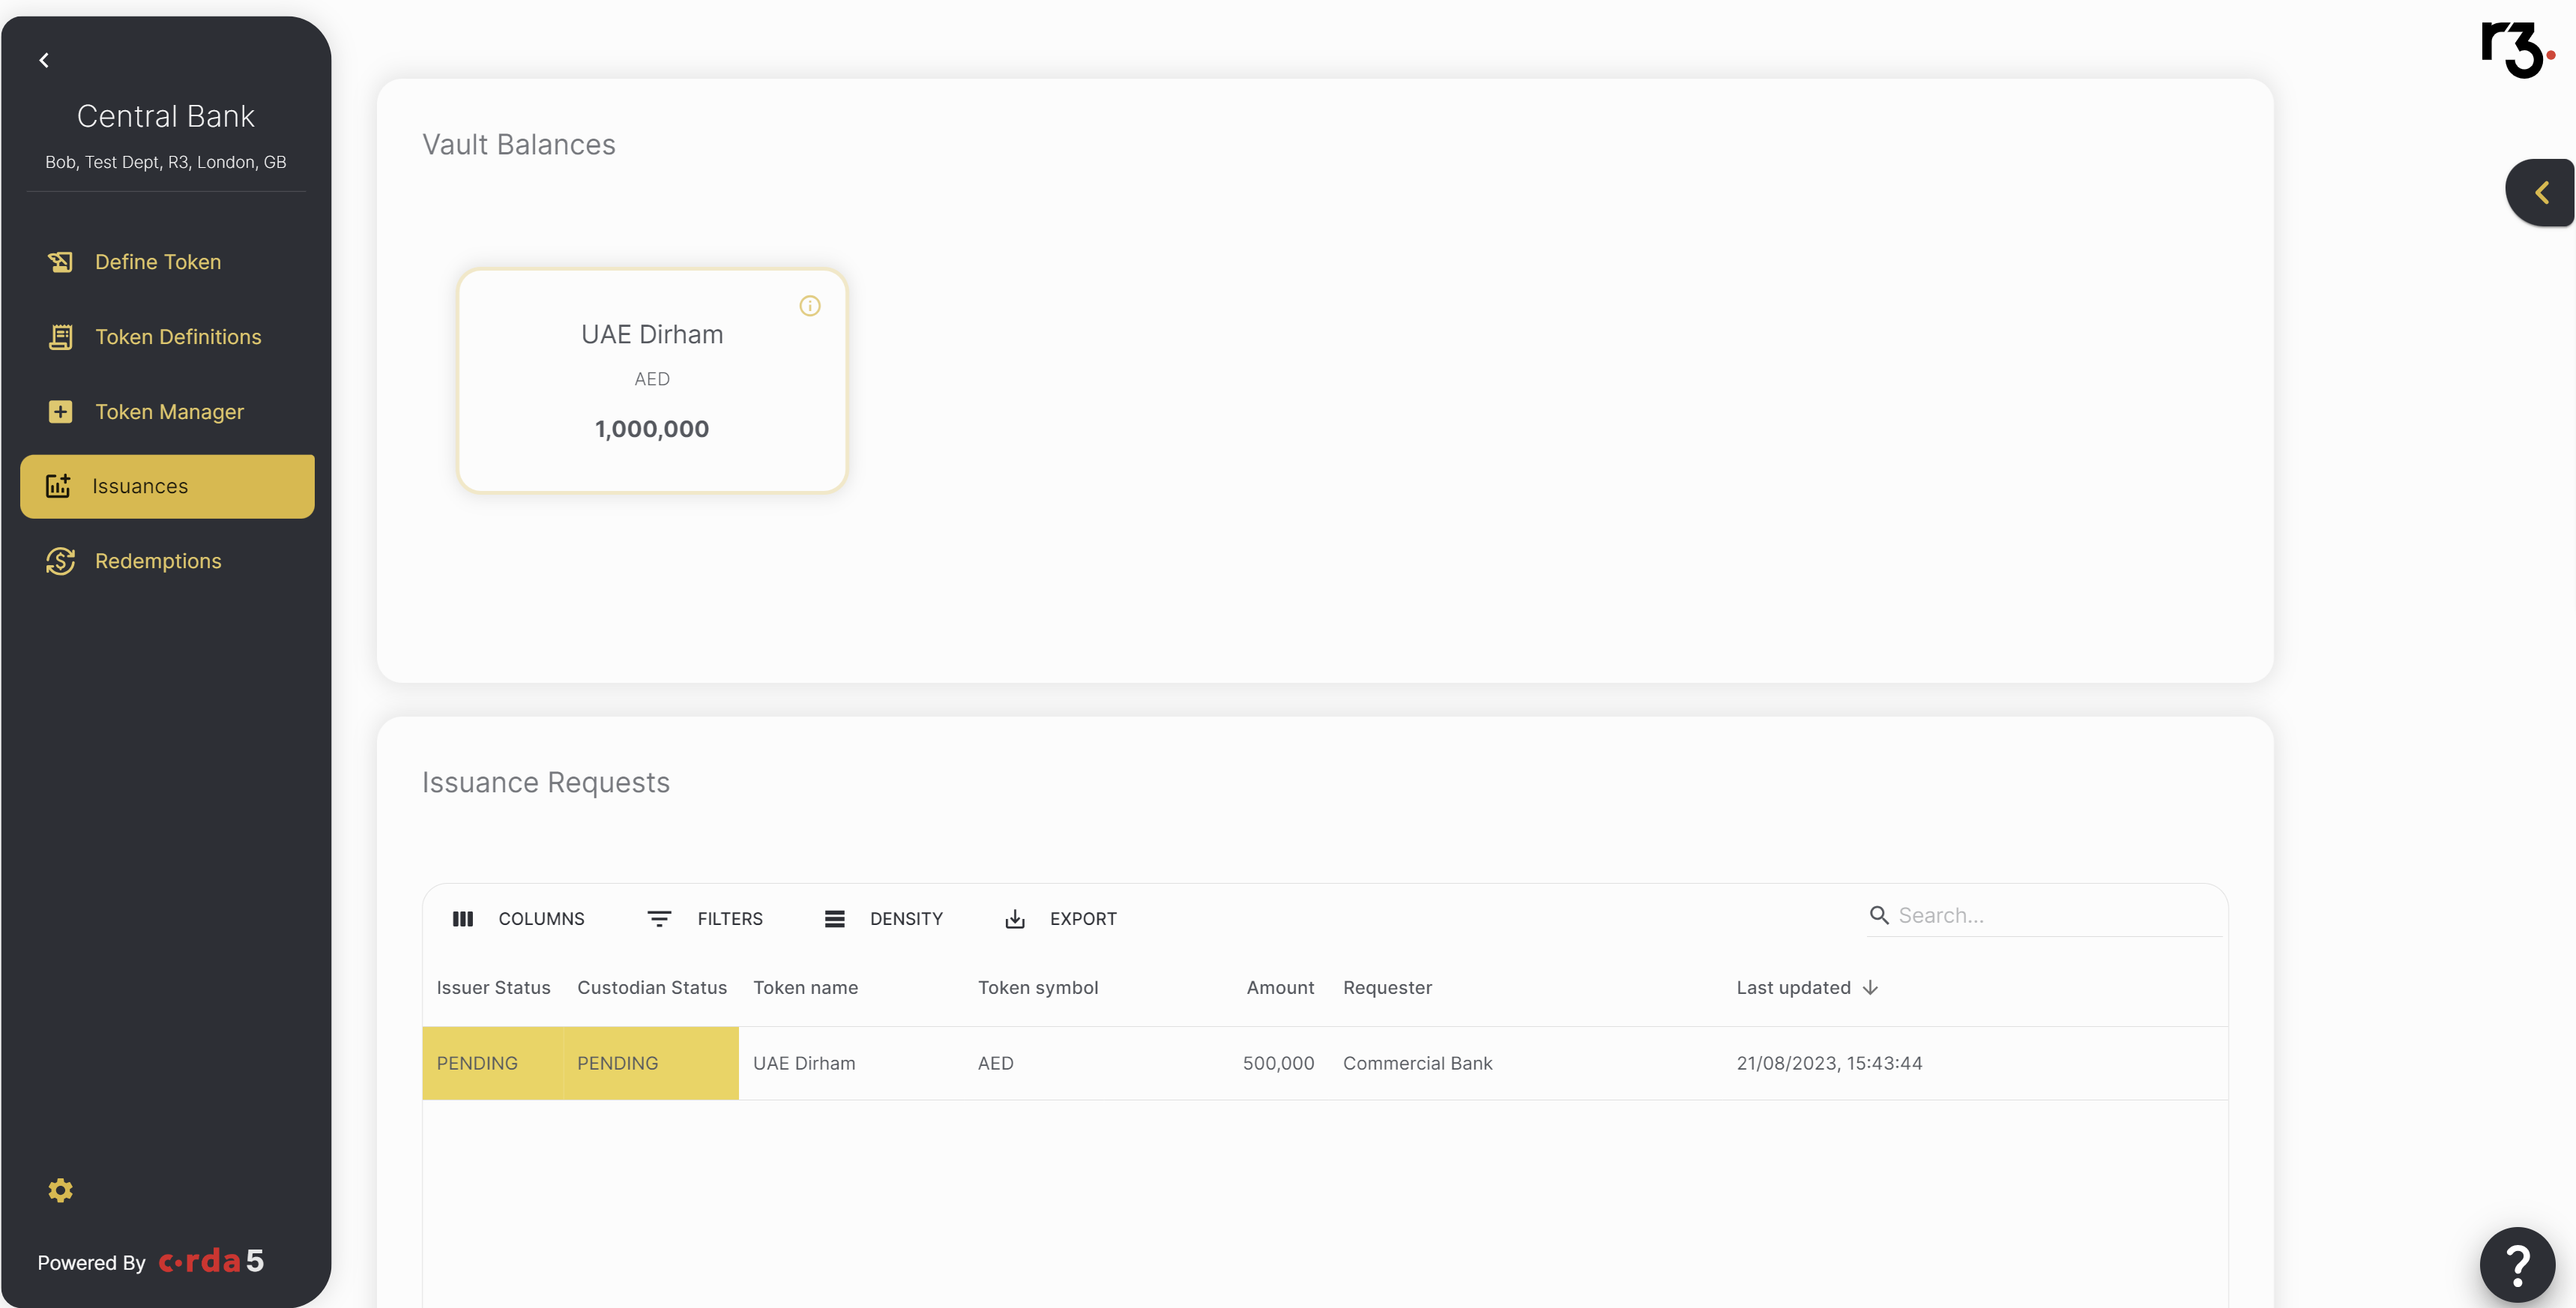 Central Bank
Bob, Test Dept, R3, London, GB
Define Token
Token Definitions
Token Manager
Issuances
Redemptions
Powered By c·rda 5
r3.
Vault Balances
UAE Dirham
AED
1,000,000
Issuance Requests
COLUMNS FILTERS DENSITY EXPORT Search...
Issuer Status Custodian Status Token name Token symbol Amount Requester Last updated
PENDING PENDING UAE Dirham AED 500,000 Commercial Bank 21/08/2023, 15:43:44
?